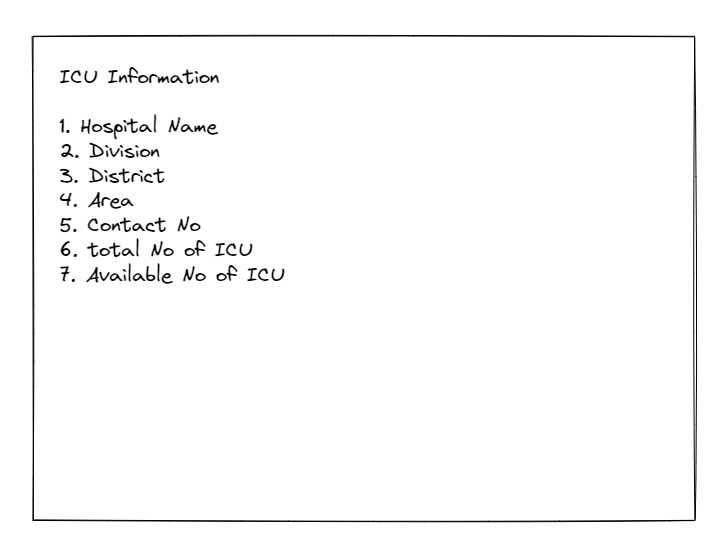 ICU Information
1. Hospital Name
2. Division
3. District
4. Area
5. Contact No
6. total No of ICU
7. Available No of ICU